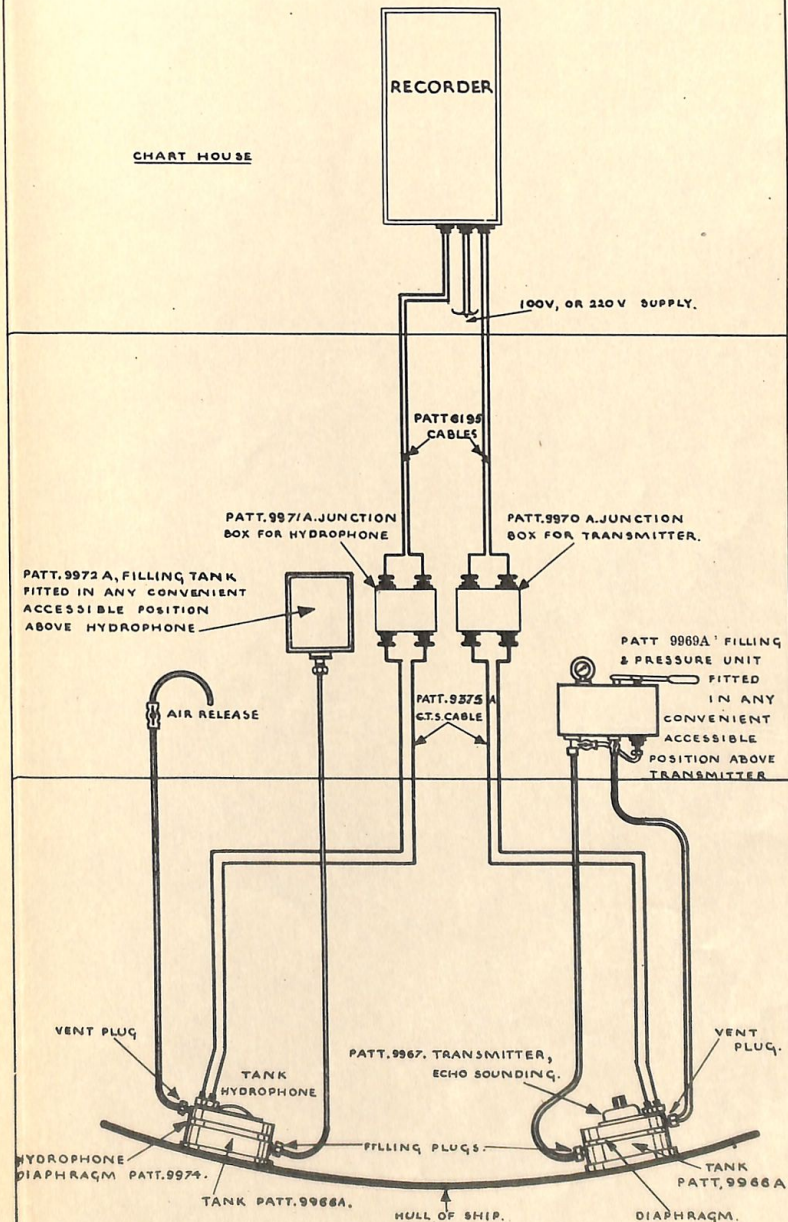 RECORDER
CHART HOUSE
100V, OR 220V SUPPLY.
PATT 6195
CABLES
PATT. 9971A. JUNCTION
BOX FOR HYDROPHONE
PATT. 9970 A. JUNCTION
BOX FOR TRANSMITTER.
PATT. 9972 A, FILLING TANK
FITTED IN ANY CONVENIENT
ACCESSIBLE POSITION
ABOVE HYDROPHONE
PATT 9969A' FILLING
& PRESSURE UNIT
FITTED
IN ANY
CONVENIENT
ACCESSIBLE
POSITION ABOVE
TRANSMITTER
AIR RELEASE
PATT. 9375 A
C.T.S. CABLE
VENT PLUG
TANK
HYDROPHONE
PATT. 9967. TRANSMITTER,
ECHO SOUNDING.
VENT
PLUG.
HYDROPHONE
DIAPHRAGM PATT. 9974.
FILLING PLUGS.
TANK PATT. 9966A.
HULL OF SHIP.
DIAPHRAGM.
TANK
PATT, 9966 A